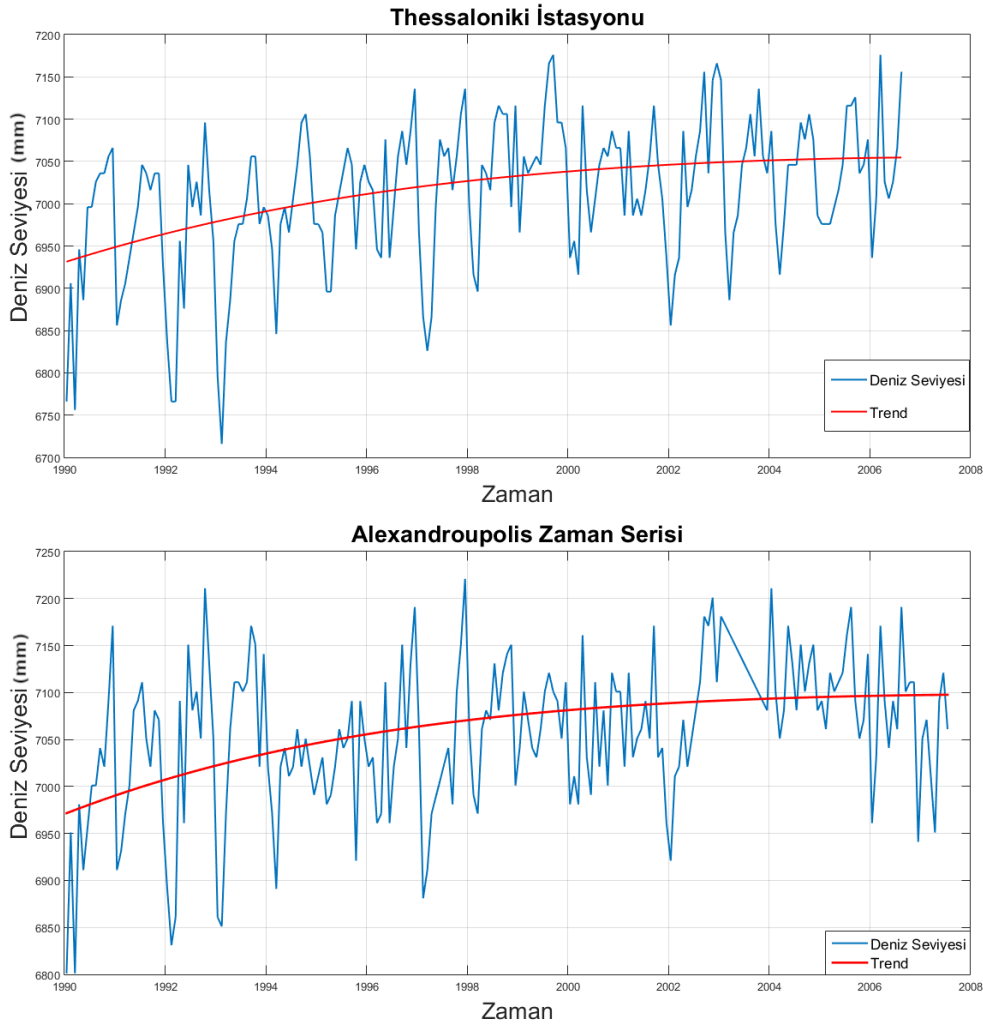 Thessaloniki İstasyonu
Deniz Seviyesi (mm)
7200
7150
7100
7050
7000
6950
6900
6850
6800
6750
6700
1990 1992 1994 1996 1998 2000 2002 2004 2006 2008
Zaman
Deniz Seviyesi
Trend
Alexandroupolis Zaman Serisi
Deniz Seviyesi (mm)
7250
7200
7150
7100
7050
7000
6950
6900
6850
6800
1990 1992 1994 1996 1998 2000 2002 2004 2006 2008
Zaman
Deniz Seviyesi
Trend